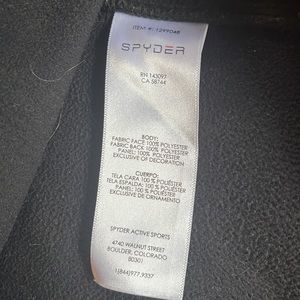 ITEM #: 1299048
SPYDER
RN 143097
CA 58744
BODY:
FABRIC FACE 100% POLYESTER
FABRIC BACK 100% POLYESTER
PANEL: 100% POLYESTER
EXCLUSIVE OF DECORATION
CUERPO:
TELA CARA 100 % POLIÉSTER
TELA ESPALDA: 100 % POLIÉSTER
PANEL: 100 % POLIÉSTER
EXCLUSIVE DE ORNAMENTO
SPYDER ACTIVE SPORTS
4740 WALNUT STREET
BOULDER, COLORADO
80301
1(844)977.9337